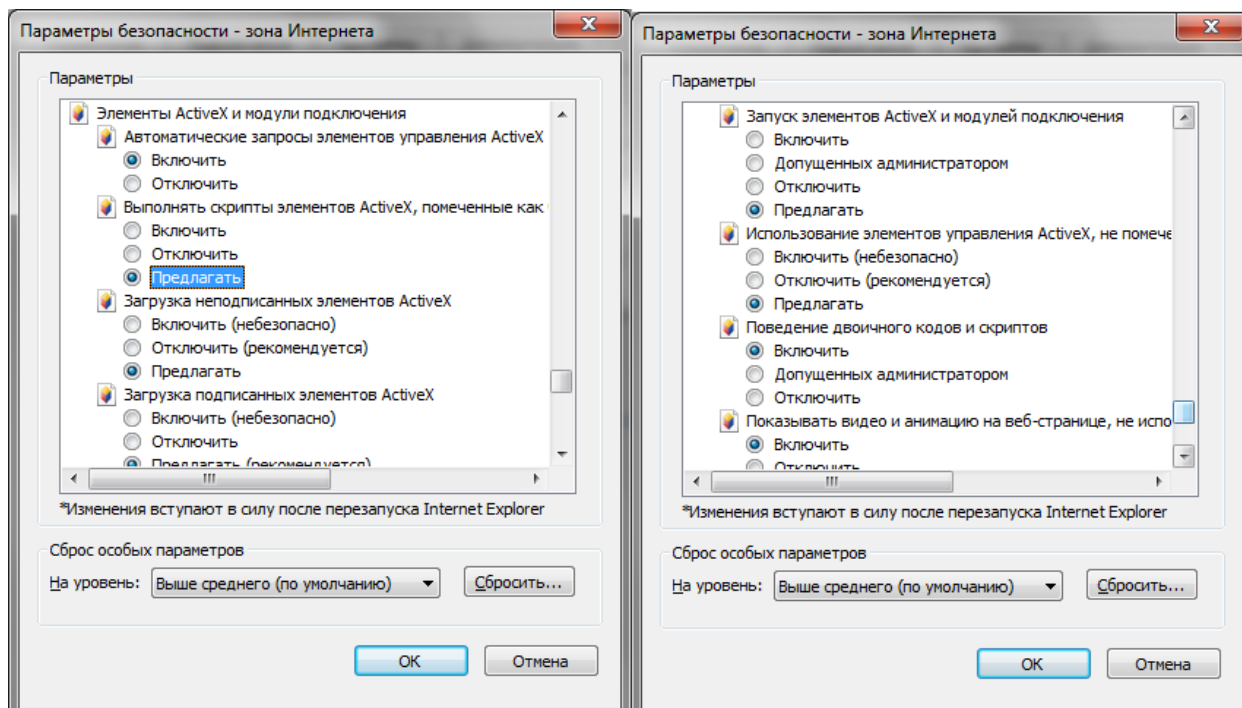 Параметры безопасности - зона Интернета
Параметры
Элементы ActiveX и модули подключения
Автоматические запросы элементов управления ActiveX
Включить
Отключить
Выполнять скрипты элементов ActiveX, помеченные как
Включить
Отключить
Предлагать
Загрузка неподписанных элементов ActiveX
Включить (небезопасно)
Отключить (рекомендуется)
Предлагать
Загрузка подписанных элементов ActiveX
Включить (небезопасно)
Отключить
Предлагать (рекомендуется)
*Изменения вступают в силу после перезапуска Internet Explorer
Сброс особых параметров
На уровень: Выше среднего (по умолчанию) Сбросить...
ОК Отмена
Параметры безопасности - зона Интернета
Параметры
Запуск элементов ActiveX и модулей подключения
Включить
Допущенных администратором
Отключить
Предлагать
Использование элементов управления ActiveX, не помече
Включить (небезопасно)
Отключить (рекомендуется)
Предлагать
Поведение двоичного кодов и скриптов
Включить
Допущенных администратором
Отключить
Показывать видео и анимацию на веб-странице, не испо
Включить
Отключить
*Изменения вступают в силу после перезапуска Internet Explorer
Сброс особых параметров
На уровень: Выше среднего (по умолчанию) Сбросить...
ОК Отмена